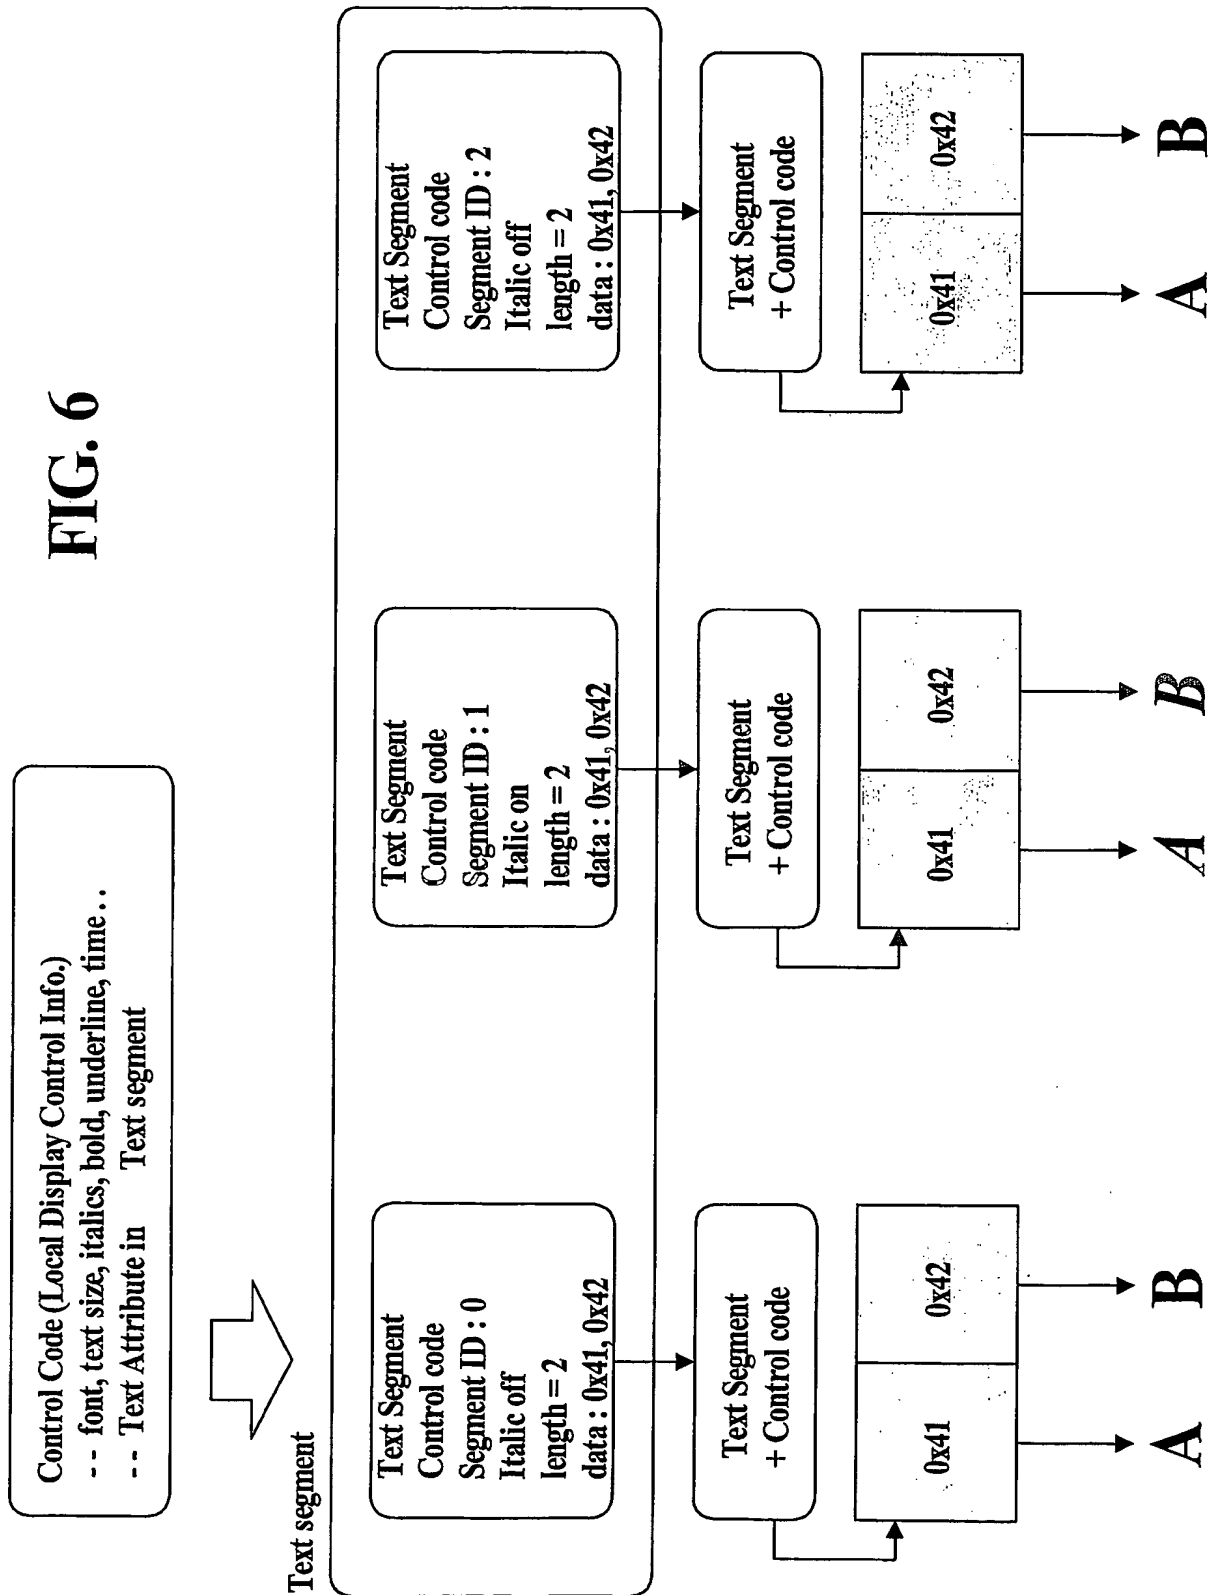 FIG. 6
Control Code (Local Display Control Info.)
-- font, text size, italics, bold, underline, time..
-- Text Attribute in Text segment
Text segment
Text Segment
Control code
Segment ID : 0
Italic off
length = 2
data : 0x41, 0x42
Text Segment
Control code
Segment ID : 1
Italic on
length = 2
data : 0x41, 0x42
Text Segment
Control code
Segment ID : 2
Italic off
length = 2
data : 0x41, 0x42
Text Segment
+ Control code
Text Segment
+ Control code
Text Segment
+ Control code
0x41 0x42
0x41 0x42
0x41 0x42
A B
A B
A B